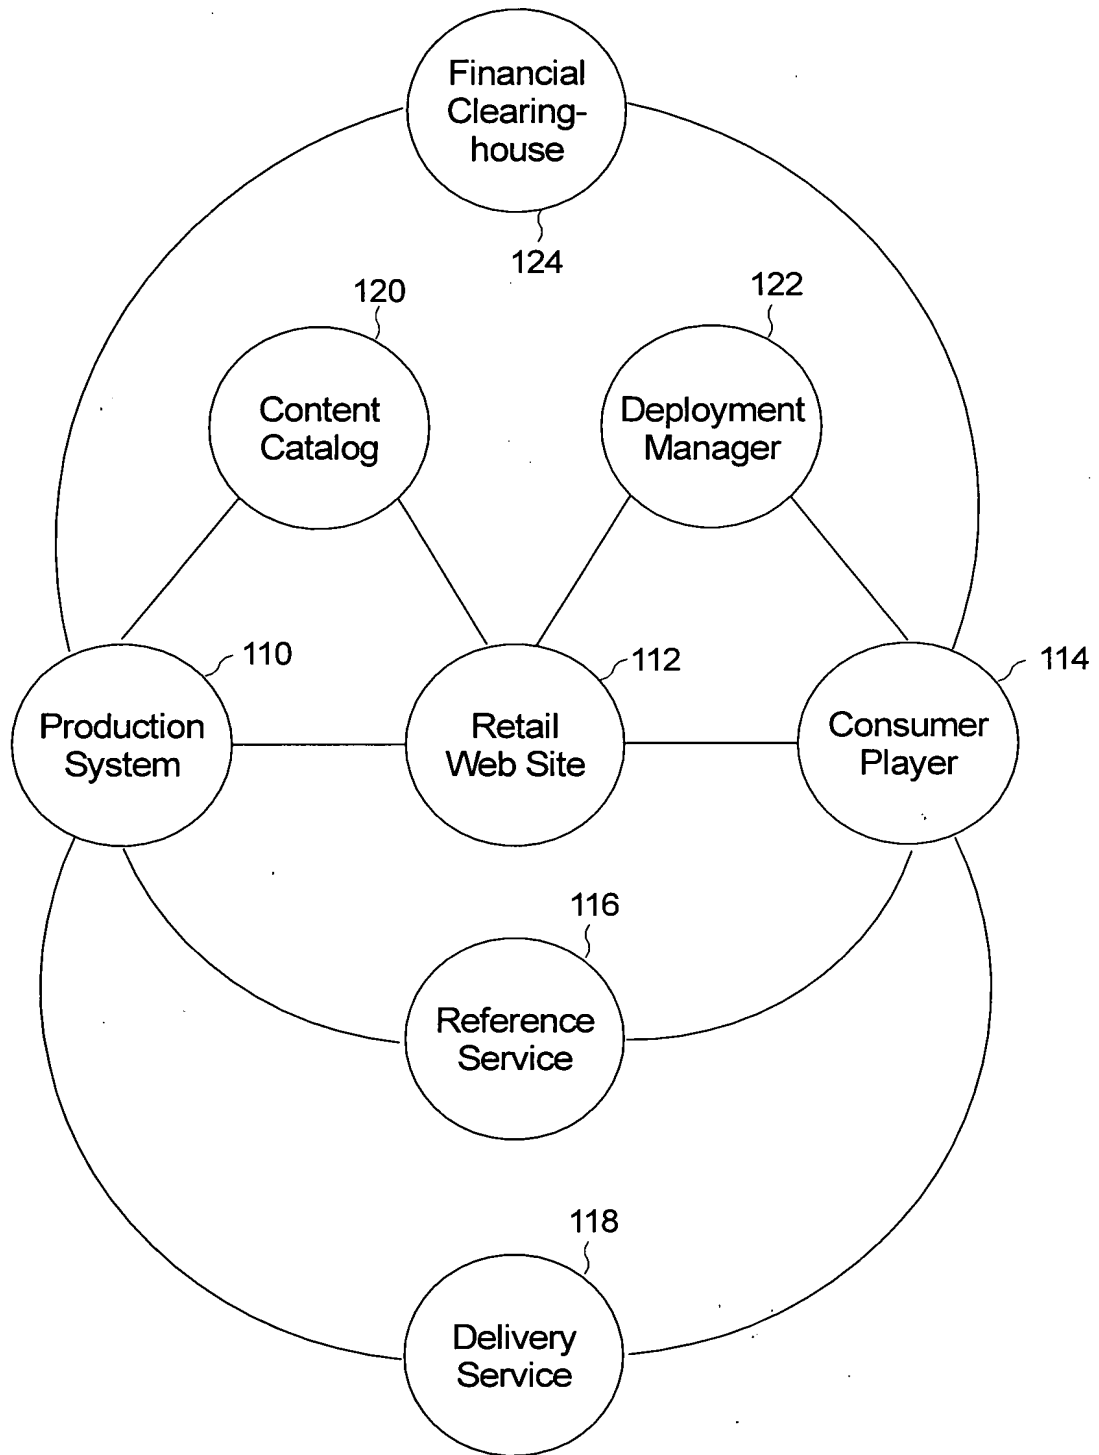 Financial
Clearing-
house
124
120
122
Content
Catalog
Deployment
Manager
110
112
114
Production
System
Retail
Web Site
Consumer
Player
116
Reference
Service
118
Delivery
Service